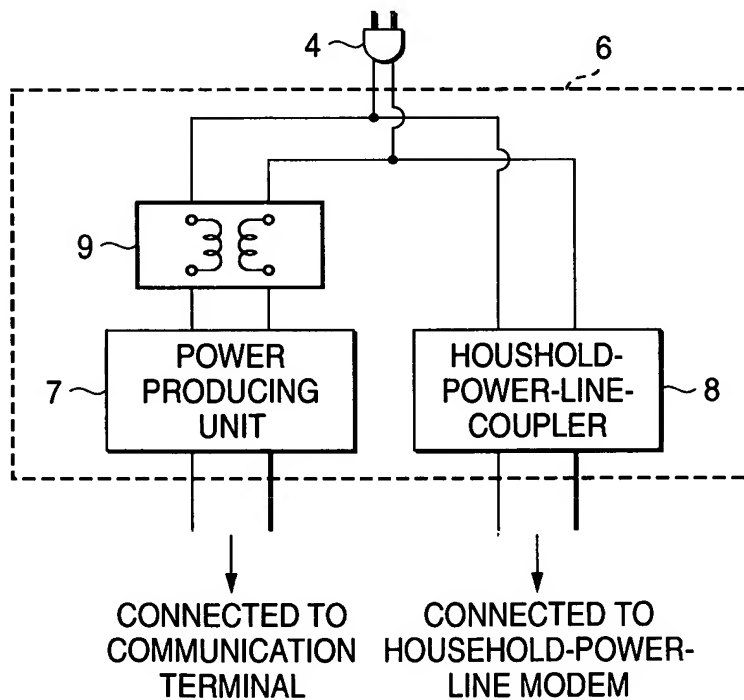 4
6
9
7
POWER
PRODUCING
UNIT
HOUSHOLD-
POWER-LINE-
COUPLER
8
CONNECTED TO
COMMUNICATION
TERMINAL
CONNECTED TO
HOUSEHOLD-POWER-
LINE MODEM